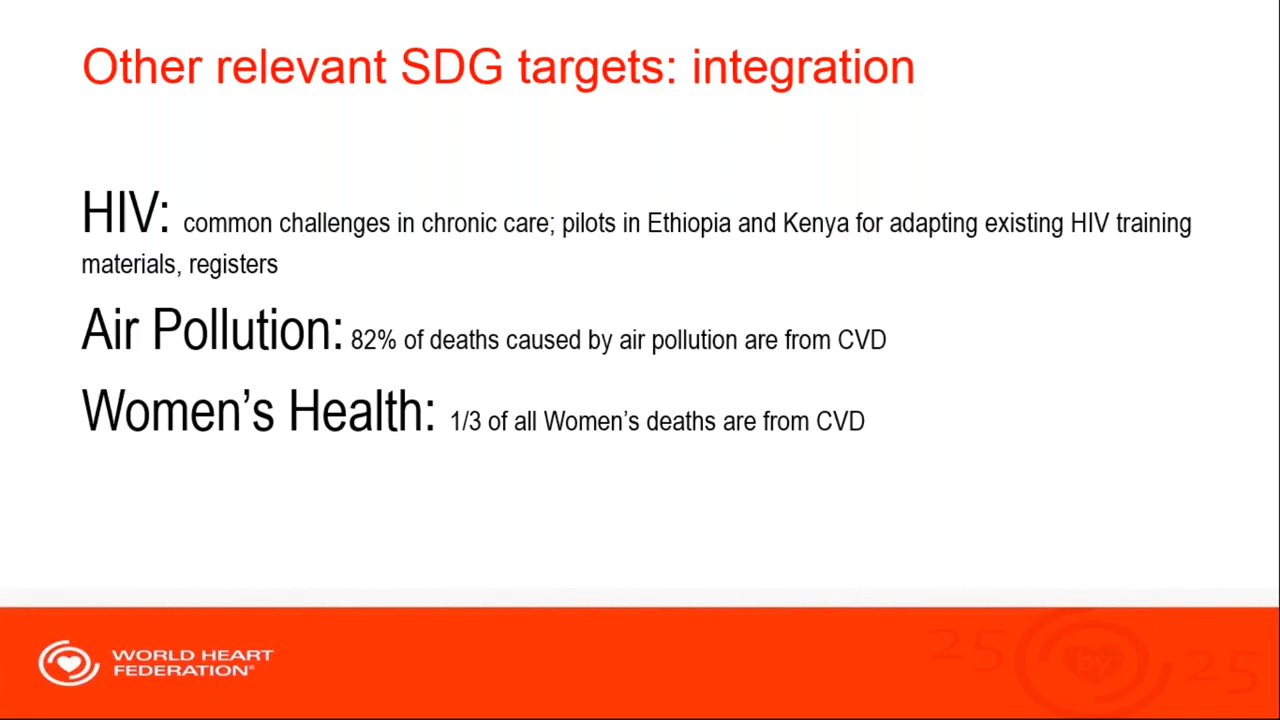 Other relevant SDG targets: integration
HIV: common challenges in chronic care; pilots in Ethiopia and Kenya for adapting existing HIV training
materials, registers
Air Pollution: 82% of deaths caused by air pollution are from CVD
Women’s Health: 1/3 of all Women’s deaths are from CVD
WORLD HEART
FEDERATION®
25 by 25